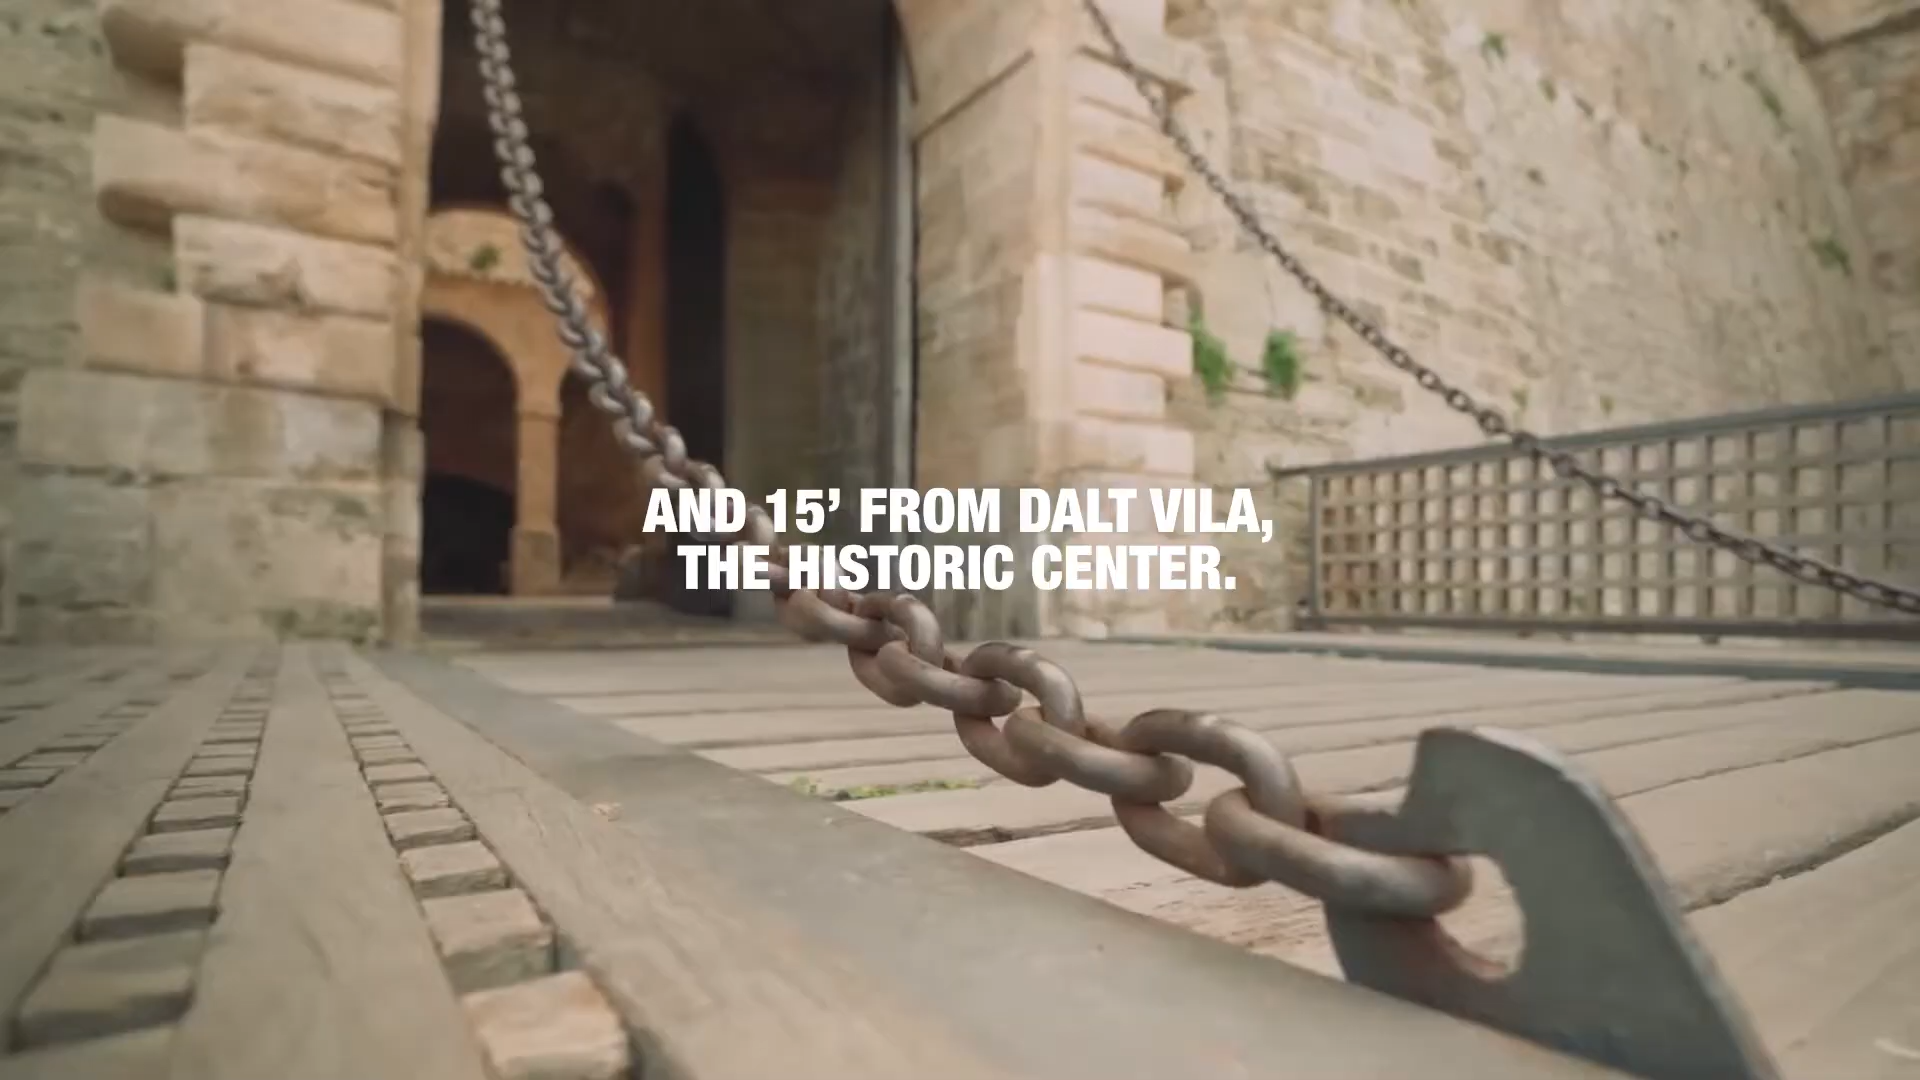 AND 15’ FROM DALT VILA,
THE HISTORIC CENTER.